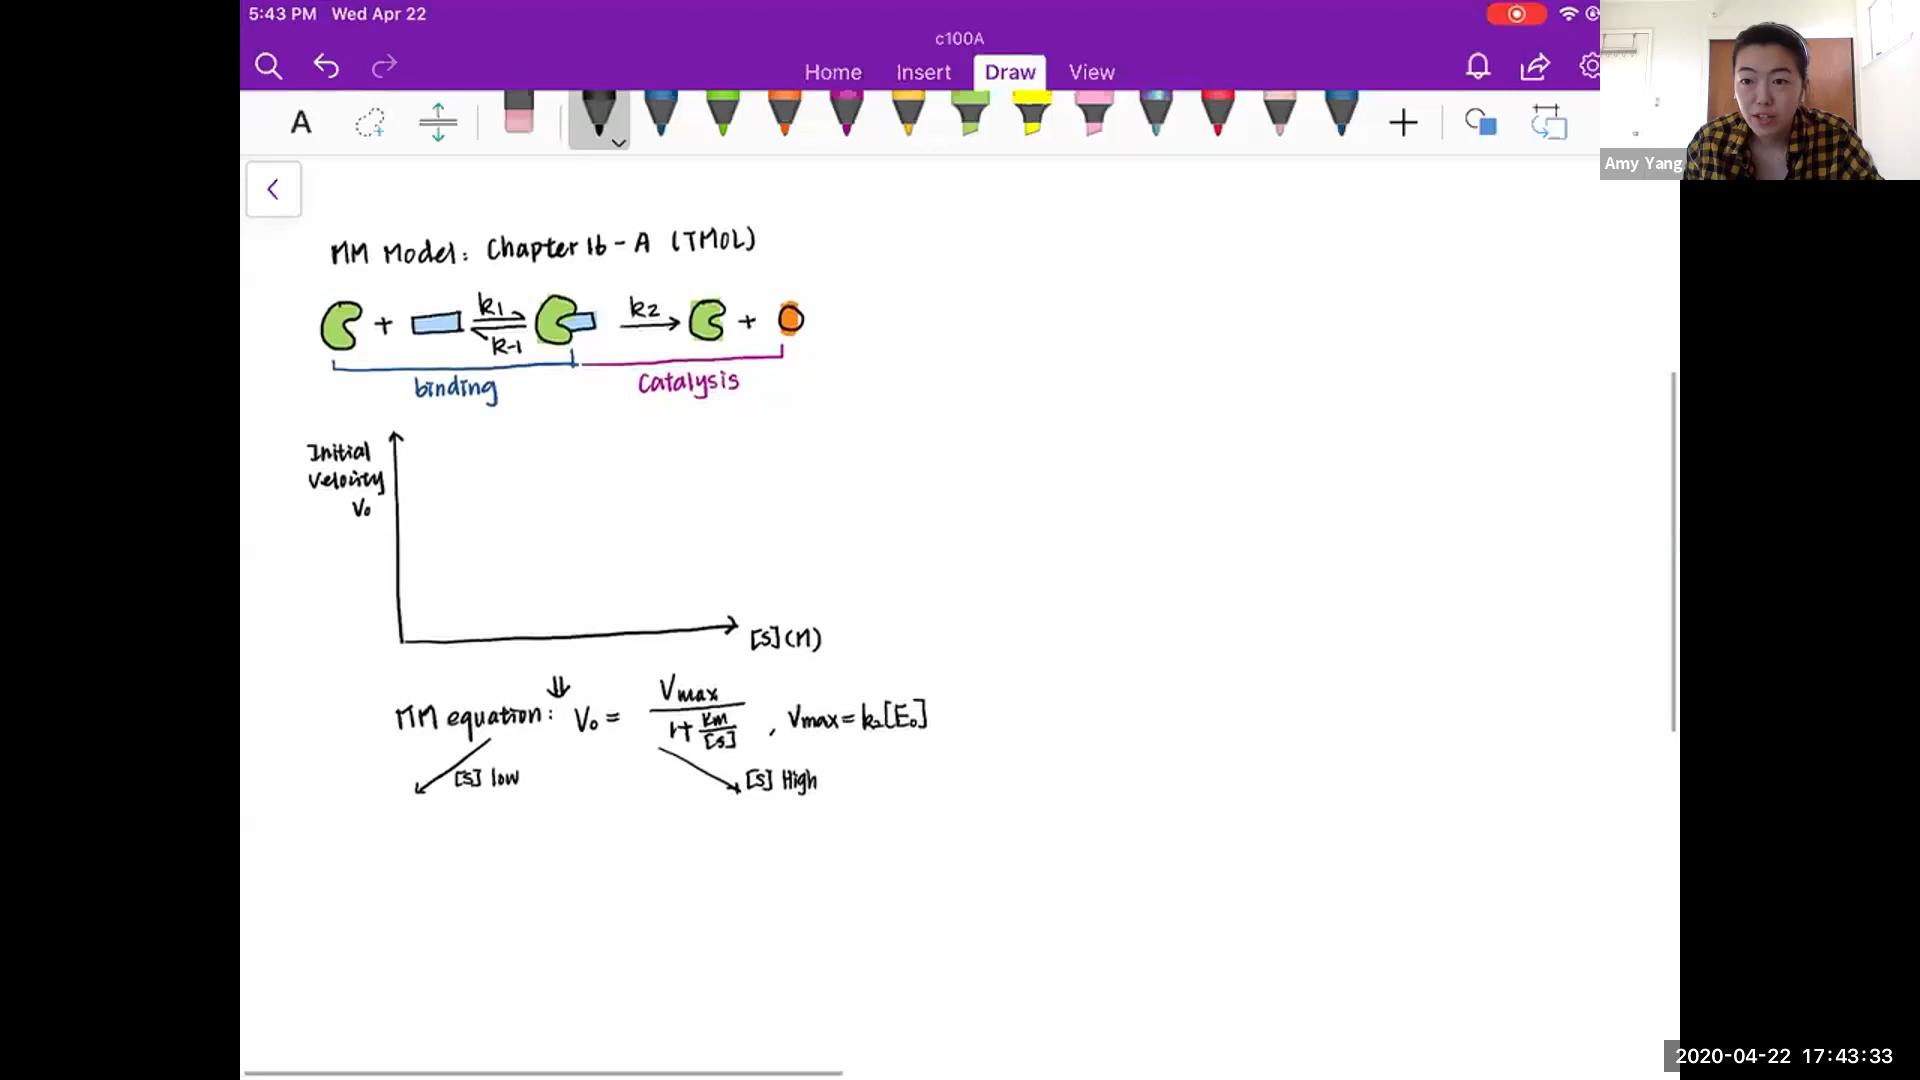 5:43 PM Wed Apr 22
c100A
Home Insert Draw View
A
Amy Yang
MM Model: Chapter 16-A (TMOL)
+ k1 k-1 k2 +
binding catalysis
Initial
Velocity
V₀
[S](M)
⇓
MM equation: V₀ = Vmax / (1+ Km/[S]) , Vmax = k₂[E₀]
[S] low [S] High
2020-04-22 17:43:33